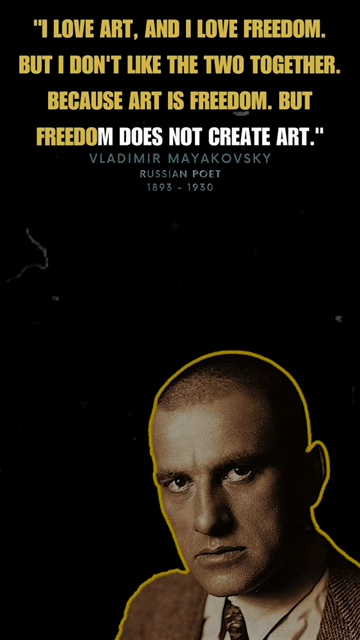 "I LOVE ART, AND I LOVE FREEDOM.
BUT I DON'T LIKE THE TWO TOGETHER.
BECAUSE ART IS FREEDOM. BUT
FREEDOM DOES NOT CREATE ART."
VLADIMIR MAYAKOVSKY
RUSSIAN POET
1893 - 1930